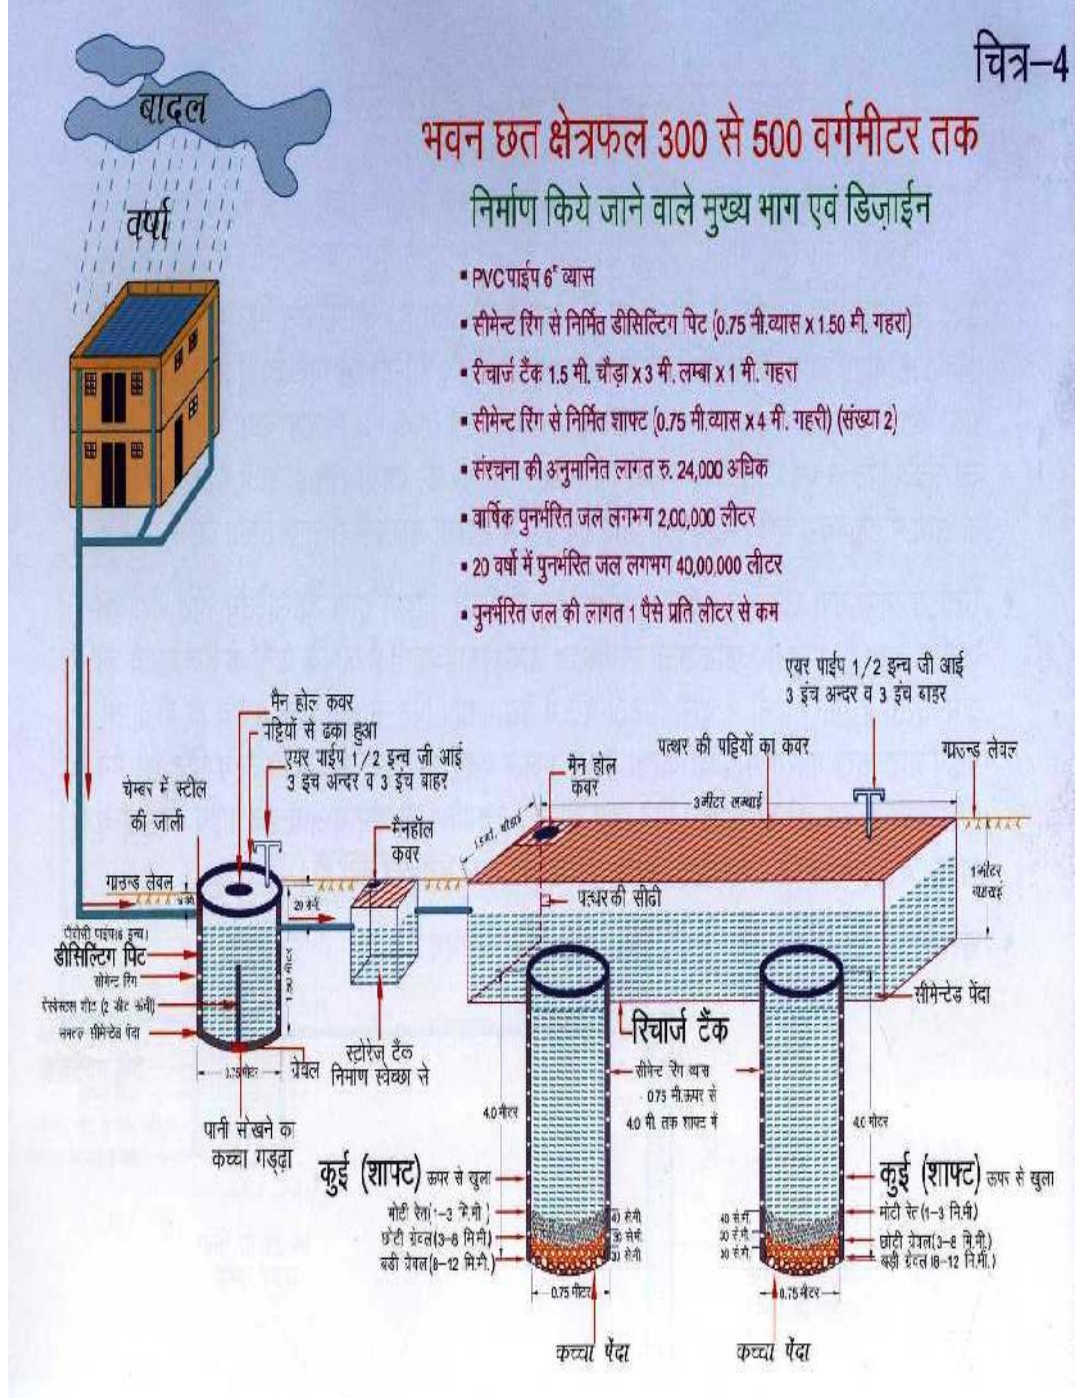 चित्र–4
बादल
वर्षा
भवन छत क्षेत्रफल 300 से 500 वर्गमीटर तक
निर्माण किये जाने वाले मुख्य भाग एवं डिज़ाईन
▪ PVC पाईप 6" व्यास
▪ सीमेन्ट रिंग से निर्मित डीसिल्टिंग पिट (0.75 मी.व्यास x 1.50 मी. गहरा)
▪ रीचार्ज टैंक 1.5 मी. चौड़ा x 3 मी. लम्बा x 1 मी. गहरा
▪ सीमेन्ट रिंग से निर्मित शाफ्ट (0.75 मी.व्यास x 4 मी. गहरी) (संख्या 2)
▪ संरचना की अनुमानित लागत रु. 24,000 अधिक
▪ वार्षिक पुनर्भरित जल लगभग 2,00,000 लीटर
▪ 20 वर्षो में पुनर्भरित जल लगभग 40,00,000 लीटर
▪ पुनर्भरित जल की लागत 1 पैसे प्रति लीटर से कम
एयर पाईप 1/2 इन्च जी आई
3 इंच अन्दर व 3 इंच बाहर
मैन होल कवर
पट्टियों से ढका हुआ
एयर पाईप 1/2 इन्च जी आई
3 इंच अन्दर व 3 इंच बाहर
पत्थर की पट्टियों का कवर
ग्राउन्ड लेवल
मैन होल
कवर
चेम्बर में स्टील
की जाली
3 मीटर लम्बाई
मैनहॉल
कवर
ग्राउन्ड लेवल
1 मीटर
पत्थर की सीढी
पीवीसी पाईप (6 इन्च)
डीसिल्टिंग पिट
सीमेन्ट रिंग
सीमेन्टेड पेंदा
रिचार्ज टैंक
स्टोरेज टैंक
निर्माण स्वेच्छा से
ग्रेवल
0.75 मीटर
सीमेन्ट रिंग व्यास
0.75 मी.ऊपर से
4.0 मी. तक शाफ्ट में
4.0 मीटर
4.0 मीटर
पानी सोखने का
कच्चा गड्ढ़ा
कुई (शाफ्ट) ऊपर से खुला
कुई (शाफ्ट) ऊपर से खुला
मोटी रेत (1–3 मि.मी)
मोटी रेत (1–3 मि.मी)
छोटी ग्रेवल (3–8 मि.मी)
छोटी ग्रेवल (3–8 मि.मी)
बडी ग्रेवल (8–12 मि.मी.)
बड़ी ग्रेवल (8–12 मि.मी.)
0.75 मीटर
0.75 मीटर
कच्चा पेंदा
कच्चा पेंदा